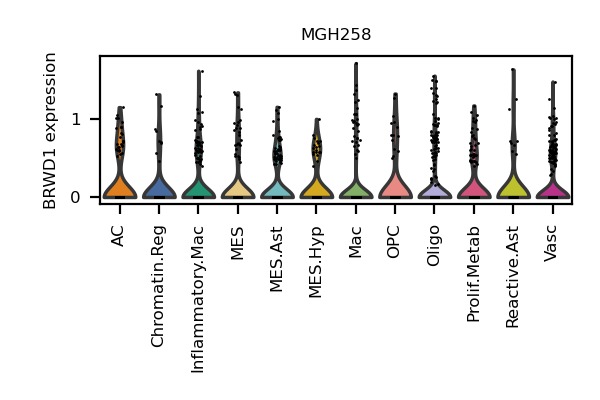 MGH258
BRWD1 expression
1
0
AC
Chromatin.Reg
Inflammatory.Mac
MES
MES.Ast
MES.Hyp
Mac
OPC
Oligo
Prolif.Metab
Reactive.Ast
Vasc